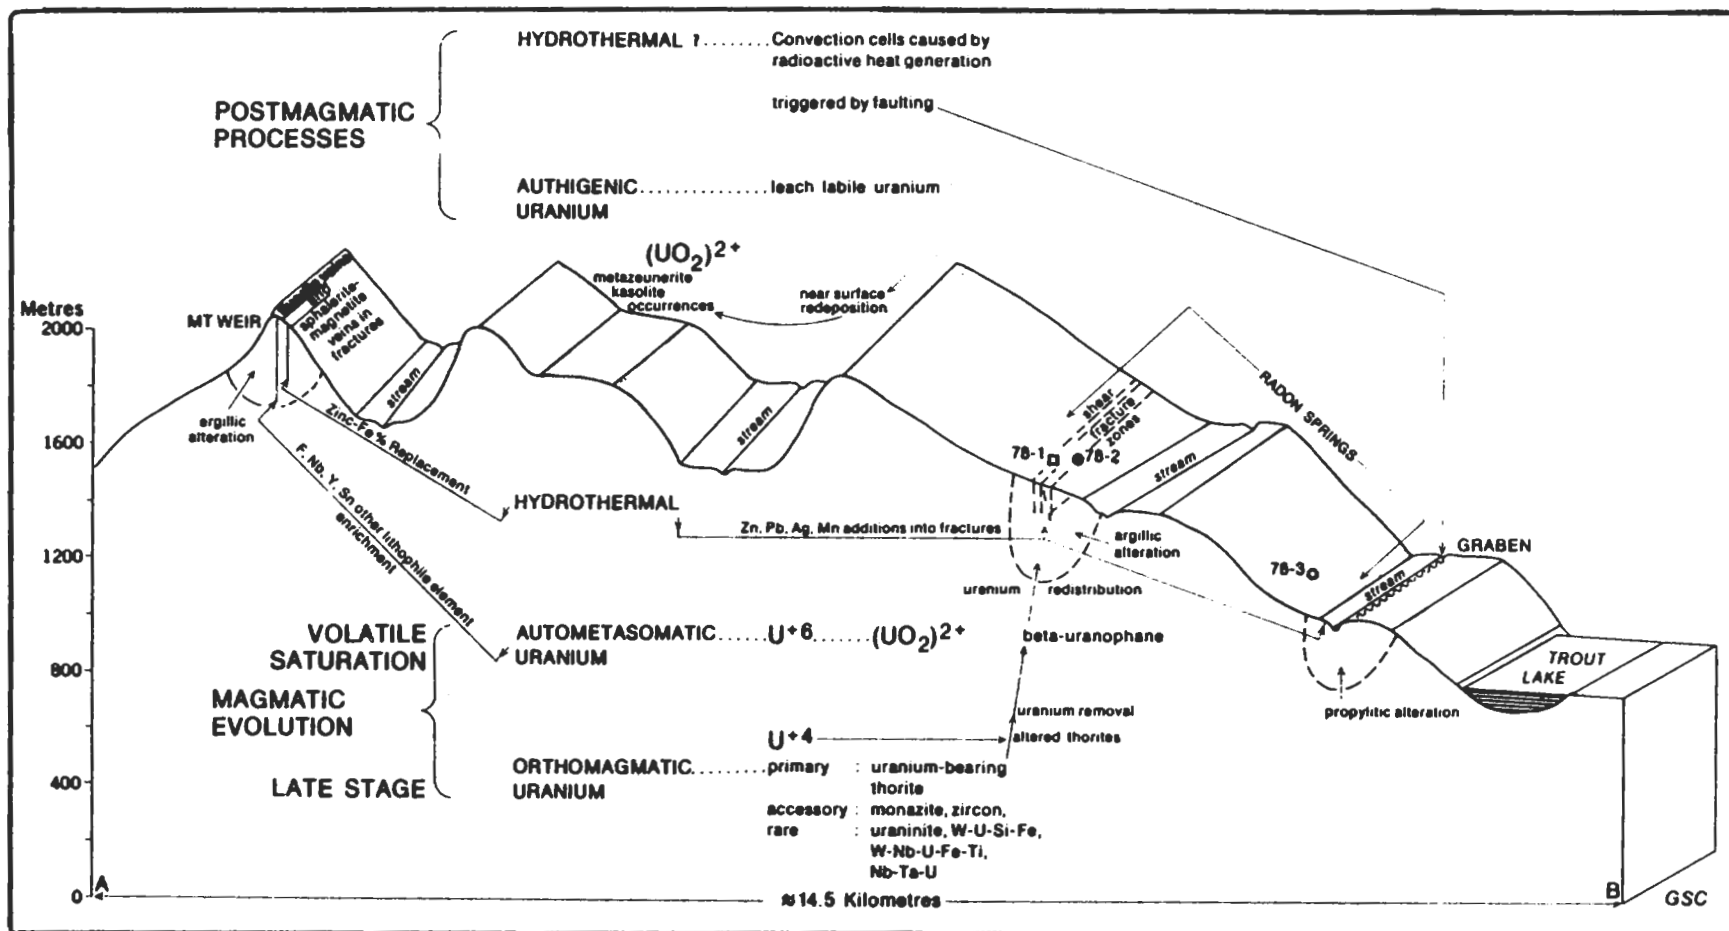 HYDROTHERMAL ? ........ Convection cells caused by
radioactive heat generation
triggered by faulting
POSTMAGMATIC
PROCESSES
AUTHIGENIC ............... leach labile uranium
URANIUM
(UO2)2+
metazeunerite
kasolite
occurrences
near surface
redeposition
Metres
2000
1600
1200
800
400
0
MT WEIR
sphalerite-
magnetite
veins in
fractures
argillic
alteration
stream
stream
Zinc-Fe % Replacement
F, Nb, Y, Sn other lithophile element
enrichment
HYDROTHERMAL
Zn, Pb, Ag, Mn additions into fractures
shear
fracture
zones
78-1
78-2
stream
RADON SPRINGS
argillic
alteration
78-3
stream
GRABEN
uranium redistribution
VOLATILE
SATURATION
AUTOMETASOMATIC ..... U+6 ...... (UO2)2+
URANIUM
beta-uranophane
MAGMATIC
EVOLUTION
uranium removal
U+4
altered thorites
LATE STAGE
ORTHOMAGMATIC ......... primary : uranium-bearing
URANIUM
thorite
accessory : monazite, zircon,
rare : uraninite, W-U-Si-Fe,
W-Nb-U-Fe-Ti,
Nb-Ta-U
propylitic alteration
TROUT
LAKE
A
≈14.5 Kilometres
B
GSC